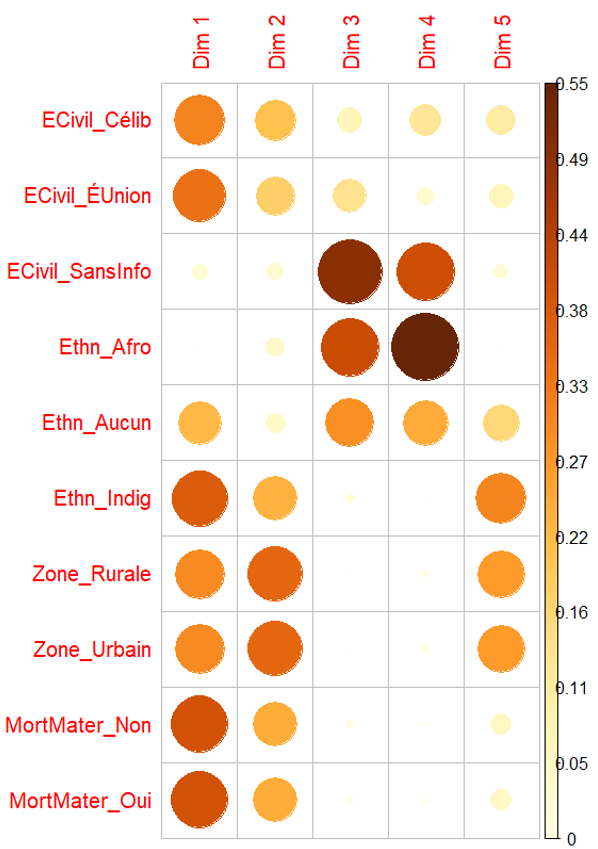 Dim 1
Dim 2
Dim 3
Dim 4
Dim 5
ECivil_Célib
ECivil_ÉUnion
ECivil_SansInfo
Ethn_Afro
Ethn_Aucun
Ethn_Indig
Zone_Rurale
Zone_Urbain
MortMater_Non
MortMater_Oui
0.55
0.49
0.44
0.38
0.33
0.27
0.22
0.16
0.11
0.05
0